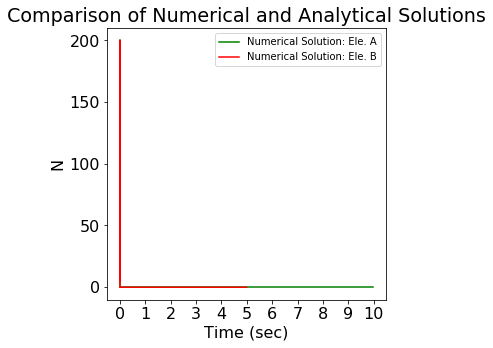 Comparison of Numerical and Analytical Solutions
Numerical Solution: Ele. A
Numerical Solution: Ele. B
200
150
100
50
0
N
0 1 2 3 4 5 6 7 8 9 10
Time (sec)